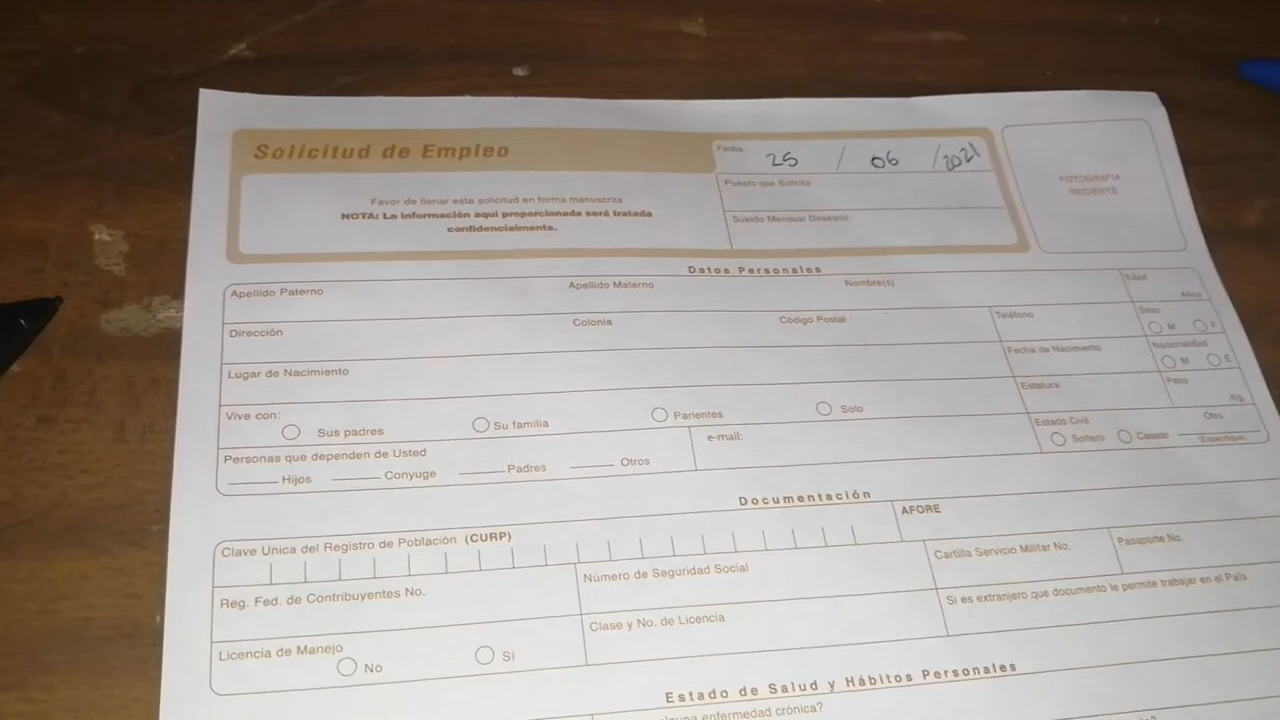 Solicitud de Empleo
Fecha 25 / 06 / 2021
Favor de llenar esta solicitud en forma manuscrita
NOTA: La información aqui proporcionada será tratada
confidencialmente.
Puesto que Solicita
Sueldo Mensual Deseado
FOTOGRAFIA
RECIENTE
Datos Personales
Apellido Paterno Apellido Materno Nombre(s) Edad
Años
Dirección Colonia Código Postal Teléfono Sexo
M F
Lugar de Nacimiento Fecha de Nacimiento Nacionalidad
M E
Estatura Peso
Kg.
Vive con:
Sus padres Su familia Parientes Solo
Estado Civil
Soltero Casado Otro
(Especifique)
Personas que dependen de Usted
Hijos Conyuge Padres Otros
e-mail:
Documentación
Clave Unica del Registro de Población (CURP) AFORE
Reg. Fed. de Contribuyentes No. Número de Seguridad Social Cartilla Servicio Militar No. Pasaporte No.
Licencia de Manejo
No Si
Clase y No. de Licencia Si es extranjero que documento le permite trabajar en el País
Estado de Salud y Hábitos Personales
alguna enfermedad crónica?